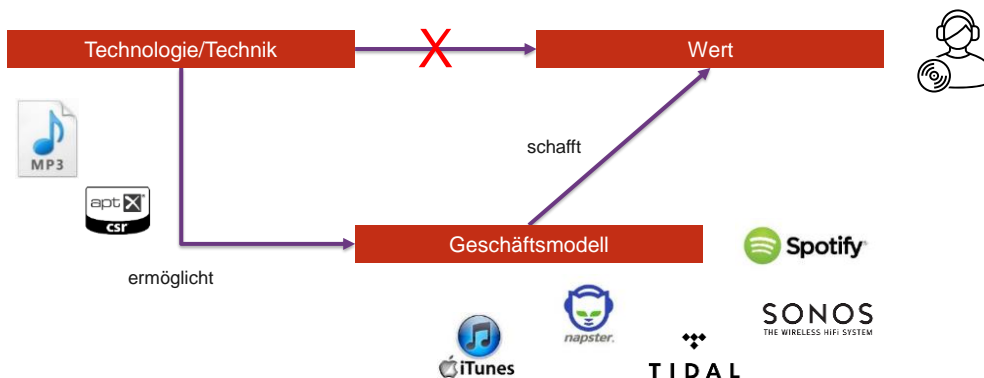 Technologie/Technik
X
Wert
MP3
schafft
aptX
csr
Geschäftsmodell
Spotify
ermöglicht
napster.
SONOS
THE WIRELESS HiFi SYSTEM
iTunes
TIDAL